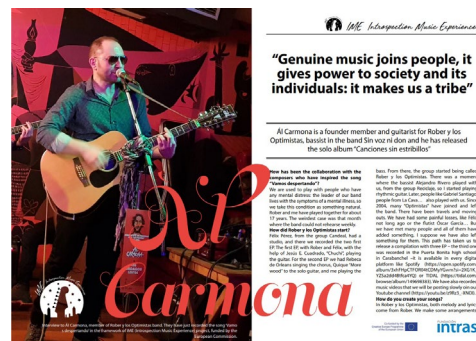 IME Introspection Music Experience
“Genuine music joins people, it
gives power to society and its
individuals: it makes us a tribe”
Ál Carmona is a founder member and guitarist for Rober y los
Optimistas, bassist in the band Sin voz ni don and he has released
the solo album “Canciones sin estribillos”
Ál
Carmona
Interview to Ál Carmona, member of Rober y los Optimistas band. They have just recorded the song ‘Vamos
despertando’ in the framework of IME (Introspection Music Experience) project, funded by the
European Commission.
How has been the collaboration with the
composers who have inspired the song
“Vamos despertando”?
We are used to play with people who have
any mental distress: the leader of our band
lives with the symptoms of a mental illness, so
we take this condition as something natural.
Rober and me have played together for about
17 years. The weirdest case was that month
where the band could not rehearse weekly.
How did Rober y los Optimistas start?
Félix Pérez, from the group Candeal, had a
studio, and there we recorded the two first
EP. The first EP with Rober and Félix, with the
help of Jesús E. Cuadrado, “Chuchi”, playing
the guitar. For the second EP we had Rebeca
de Orleans singing the chorus, Quique “More
wood” to the solo guitar, and me playing the
bass. From there, the group started being called
Rober y los Optimistas. There was a moment
where the bassist Alejandro Rivero played with
us, from the group Nostalgi, so I started playing
rhythmic guitar. Later, people like Gabriel Santiago,
people from La Casa ... also played with us. Since
2004, many “Optimistas” have joined and left
the band. There have been travels and moving
outs. We have had some painful losses, like Félix
not long ago or the flutist Óscar García... But
we have met many people and all of them have
added something, I suppose we have also left
something for them. This path has taken us to
release a compilation with three EP - the third one
was recorded in the Puerto Bonita high school
in Carabanchel - it is available in every digital
platform like Spotify
Youtube channel
How do you create your songs?
In Rober y los Optimistas, both melody and lyrics
come from Rober. We make some arrangements
intras